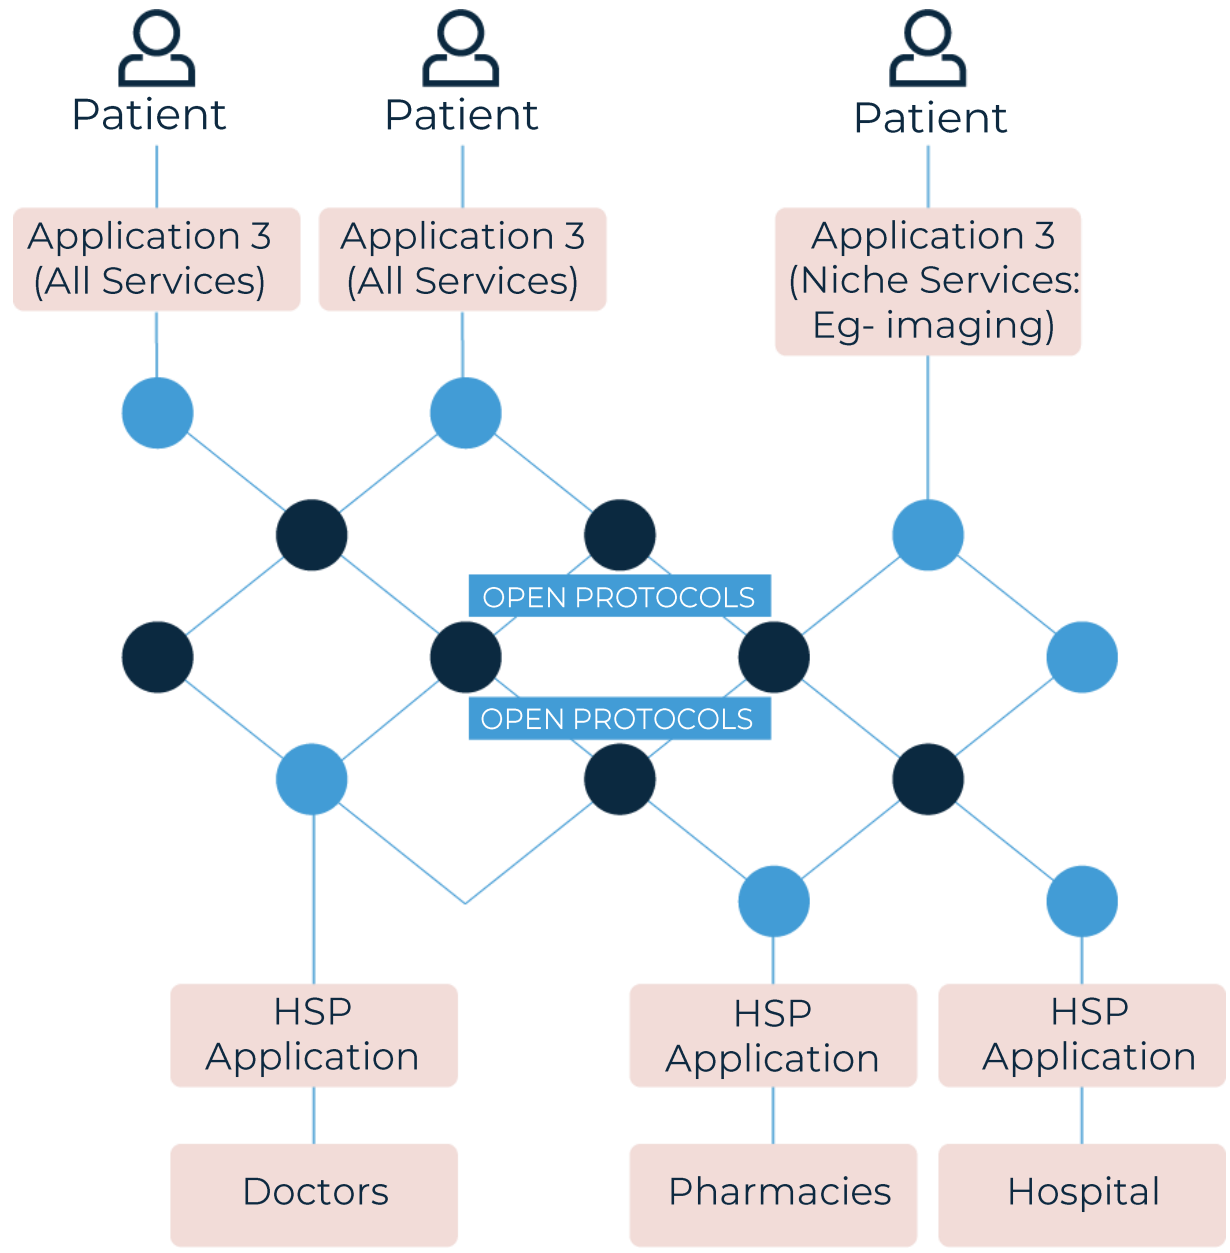 Patient
Patient
Patient
Application 3
(All Services)
Application 3
(All Services)
Application 3
(Niche Services:
Eg- imaging)
OPEN PROTOCOLS
OPEN PROTOCOLS
HSP
Application
HSP
Application
HSP
Application
Doctors
Pharmacies
Hospital